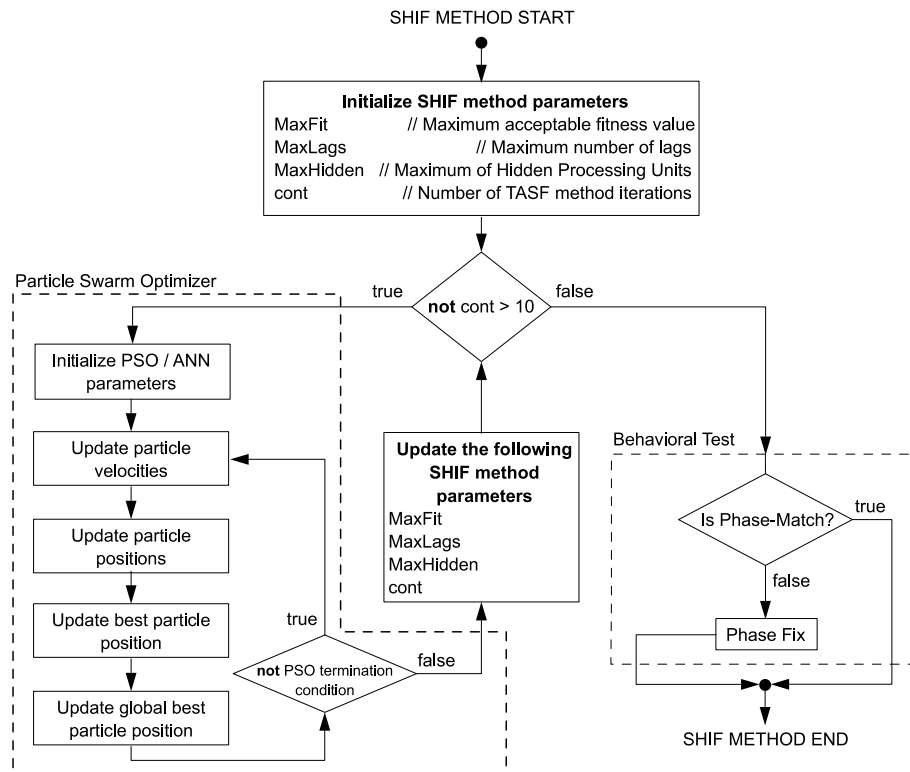 SHIF METHOD START
Initialize SHIF method parameters
MaxFit // Maximum acceptable fitness value
MaxLags // Maximum number of lags
MaxHidden // Maximum of Hidden Processing Units
cont // Number of TASF method iterations
Particle Swarm Optimizer
true
not cont > 10
false
Initialize PSO / ANN
parameters
Update particle
velocities
Update particle
positions
Update best particle
position
Update global best
particle position
true
not PSO termination
condition
false
Update the following
SHIF method
parameters
MaxFit
MaxLags
MaxHidden
cont
Behavioral Test
Is Phase-Match?
true
false
Phase Fix
SHIF METHOD END